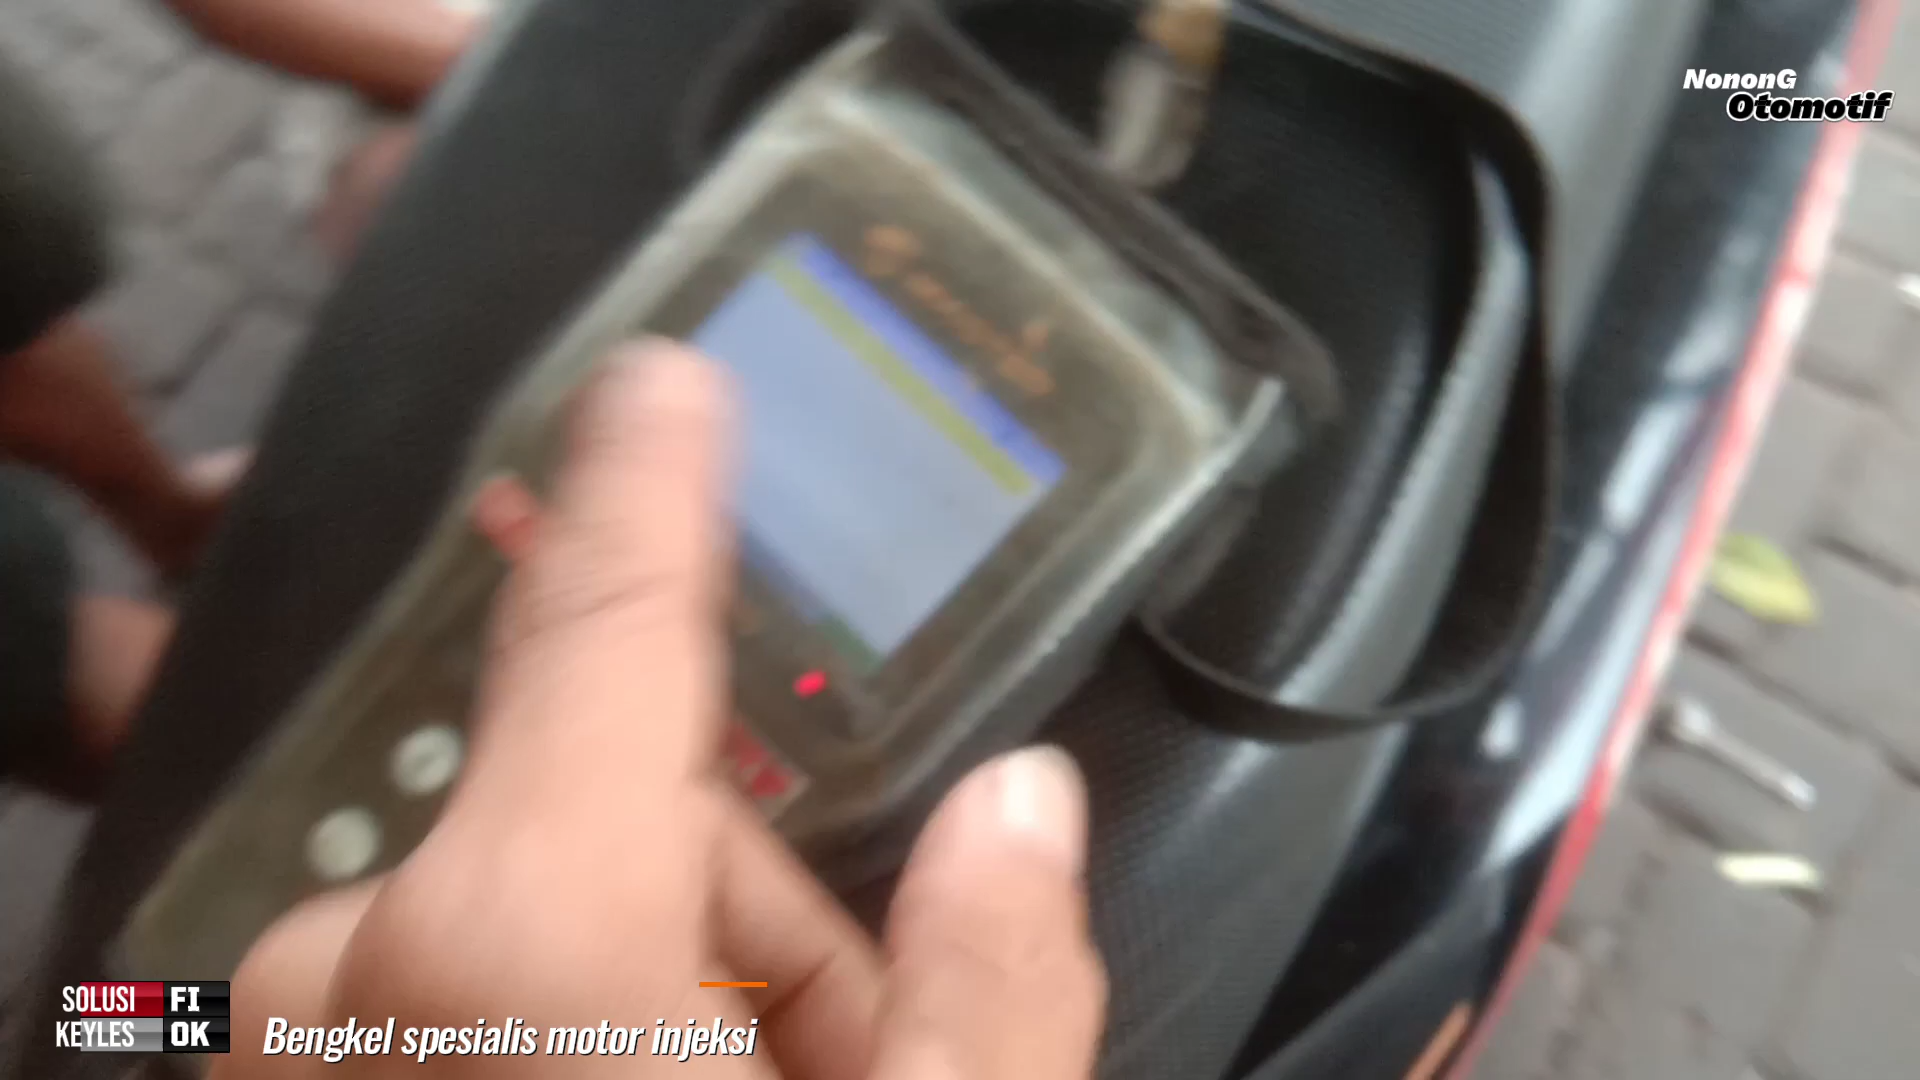 NononG
Otomotif
SOLUSI FI
KEYLES OK
Bengkel spesialis motor injeksi